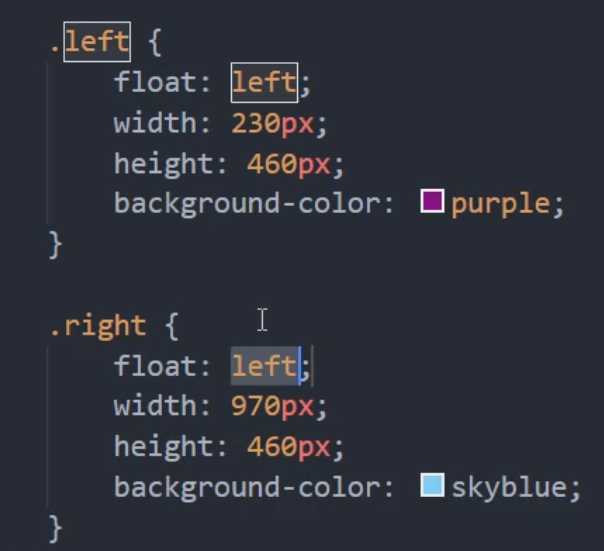 .left {
float: left;
width: 230px;
height: 460px;
background-color: purple;
}
.right {
float: left;
width: 970px;
height: 460px;
background-color: skyblue;
}